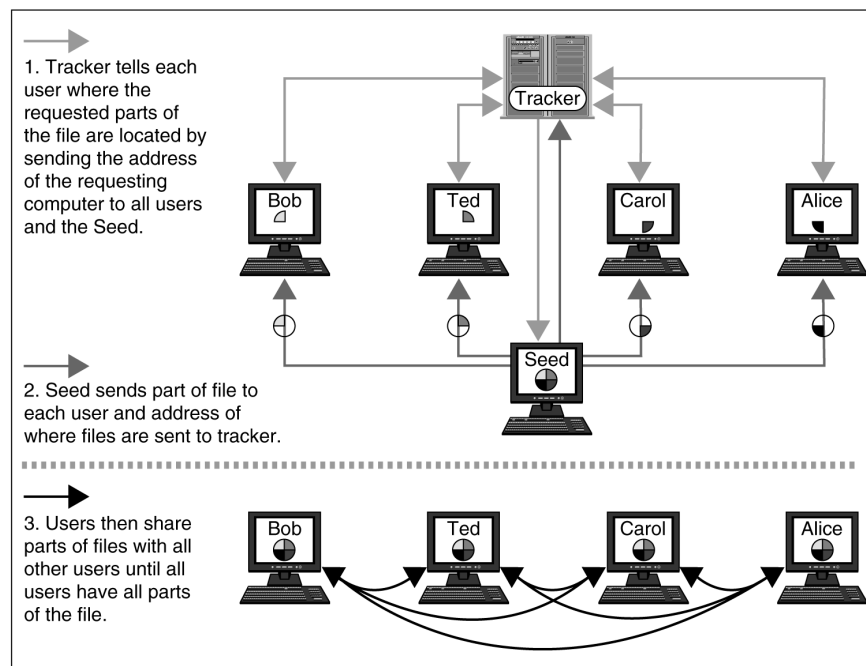 1. Tracker tells each
user where the
requested parts of
the file are located by
sending the address
of the requesting
computer to all users
and the Seed.
Tracker
Bob
Ted
Carol
Alice
Seed
2. Seed sends part of file to
each user and address of
where files are sent to tracker.
3. Users then share
parts of files with all
other users until all
users have all parts
of the file.
Bob
Ted
Carol
Alice